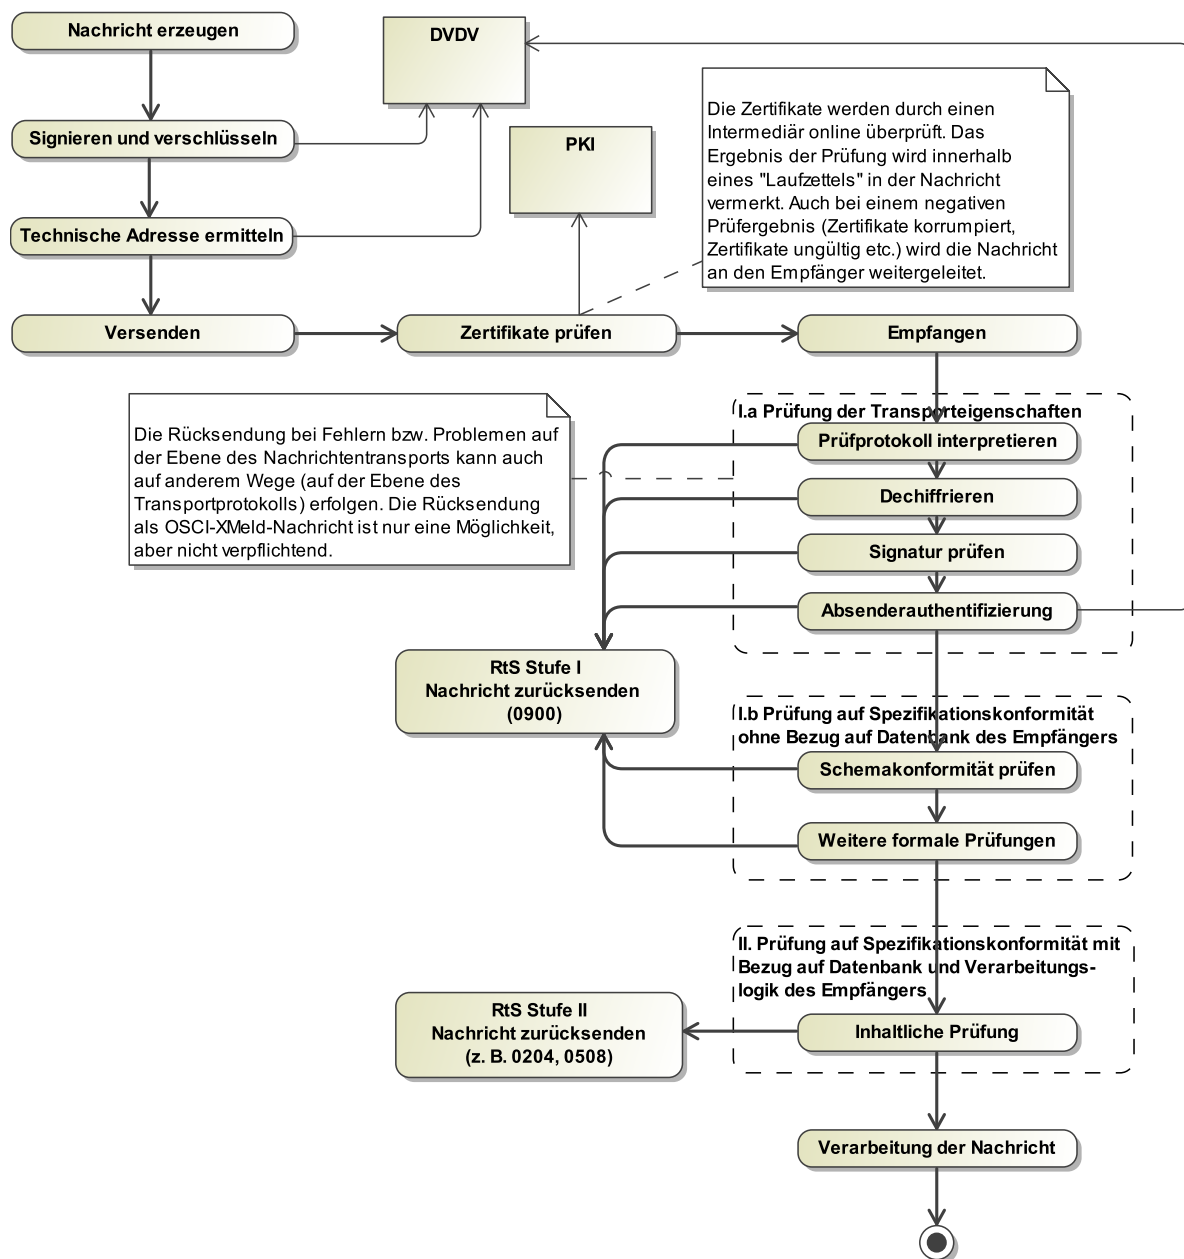 Nachricht erzeugen
DVDV
Signieren und verschlüsseln
PKI
Die Zertifikate werden durch einen
Intermediär online überprüft. Das
Ergebnis der Prüfung wird innerhalb
eines "Laufzettels" in der Nachricht
vermerkt. Auch bei einem negativen
Prüfergebnis (Zertifikate korrumpiert,
Zertifikate ungültig etc.) wird die Nachricht
an den Empfänger weitergeleitet.
Technische Adresse ermitteln
Versenden
Zertifikate prüfen
Empfangen
Die Rücksendung bei Fehlern bzw. Problemen auf
der Ebene des Nachrichtentransports kann auch
auf anderem Wege (auf der Ebene des
Transportprotokolls) erfolgen. Die Rücksendung
als OSCI-XMeld-Nachricht ist nur eine Möglichkeit,
aber nicht verpflichtend.
I.a Prüfung der Transporteigenschaften
Prüfprotokoll interpretieren
Dechiffrieren
Signatur prüfen
Absenderauthentifizierung
RtS Stufe I
Nachricht zurücksenden
(0900)
I.b Prüfung auf Spezifikationskonformität
ohne Bezug auf Datenbank des Empfängers
Schemakonformität prüfen
Weitere formale Prüfungen
II. Prüfung auf Spezifikationskonformität mit
Bezug auf Datenbank und Verarbeitungs-
logik des Empfängers
RtS Stufe II
Nachricht zurücksenden
(z. B. 0204, 0508)
Inhaltliche Prüfung
Verarbeitung der Nachricht